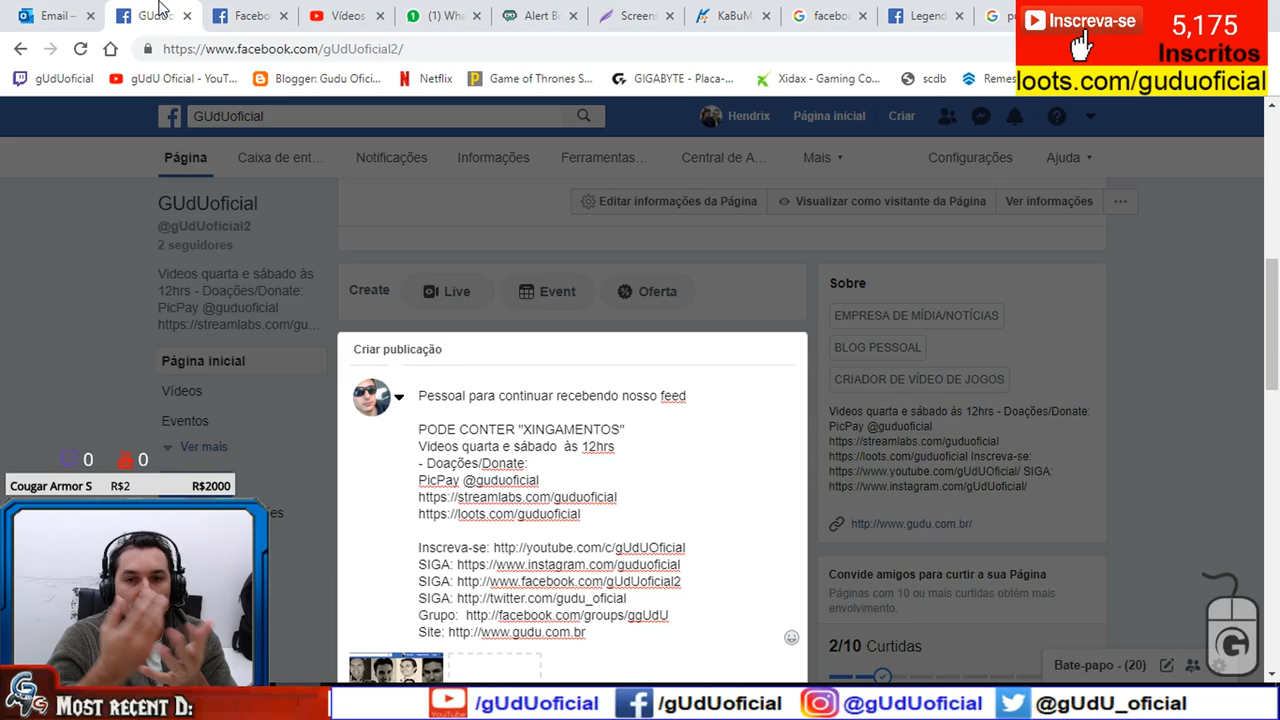 Email —
GUdUo
Facebo
Vídeos
(1) Wha
Alert B
Screens
KaBuM
facebo
Legend
https://www.facebook.com/gUdUoficial2/
gUdUoficial
gUdU Oficial - YouT...
Blogger: Gudu Ofici...
Netflix
Game of Thrones S...
GIGABYTE - Placa-...
Xidax - Gaming Co...
scdb
Remes
Inscreva-se
5,175
Inscritos
loots.com/guduoficial
GUdUoficial
Hendrix
Página inicial
Criar
Página
Caixa de ent...
Notificações
Informações
Ferramentas...
Central de A...
Mais
Configurações
Ajuda
GUdUoficial
@gUdUoficial2
2 seguidores
Videos quarta e sábado às
12hrs - Doações/Donate:
PicPay @guduoficial
https://streamlabs.com/gu...
Página inicial
Vídeos
Eventos
Ver mais
Editar informações da Página
Visualizar como visitante da Página
Ver informações
...
Create
Live
Event
Oferta
Criar publicação
Pessoal para continuar recebendo nosso feed
PODE CONTER "XINGAMENTOS"
Videos quarta e sábado  às 12hrs
- Doações/Donate:
PicPay @guduoficial
https://streamlabs.com/guduoficial
https://loots.com/guduoficial
Inscreva-se: http://youtube.com/c/gUdUOficial
SIGA: https://www.instagram.com/guduoficial
SIGA: http://www.facebook.com/gUdUoficial2
SIGA: http://twitter.com/gudu_oficial
Grupo:  http://facebook.com/groups/ggUdU
Site: http://www.gudu.com.br
Sobre
EMPRESA DE MÍDIA/NOTÍCIAS
BLOG PESSOAL
CRIADOR DE VÍDEO DE JOGOS
Videos quarta e sábado às 12hrs - Doações/Donate:
PicPay @guduoficial
https://streamlabs.com/guduoficial
https://loots.com/guduoficial Inscreva-se:
https://www.youtube.com/gUdUOficial/ SIGA:
https://www.instagram.com/gUdUoficial/
http://www.gudu.com.br/
Convide amigos para curtir a sua Página
Páginas com 10 ou mais curtidas obtém mais
envolvimento.
2/10 Curtidas
Bate-papo - (20)
0
0
Cougar Armor S
R$2
R$2000
Most recent D:
/gUdUoficial
/gUdUoficial
@gUdUoficial
@gUdU_oficial